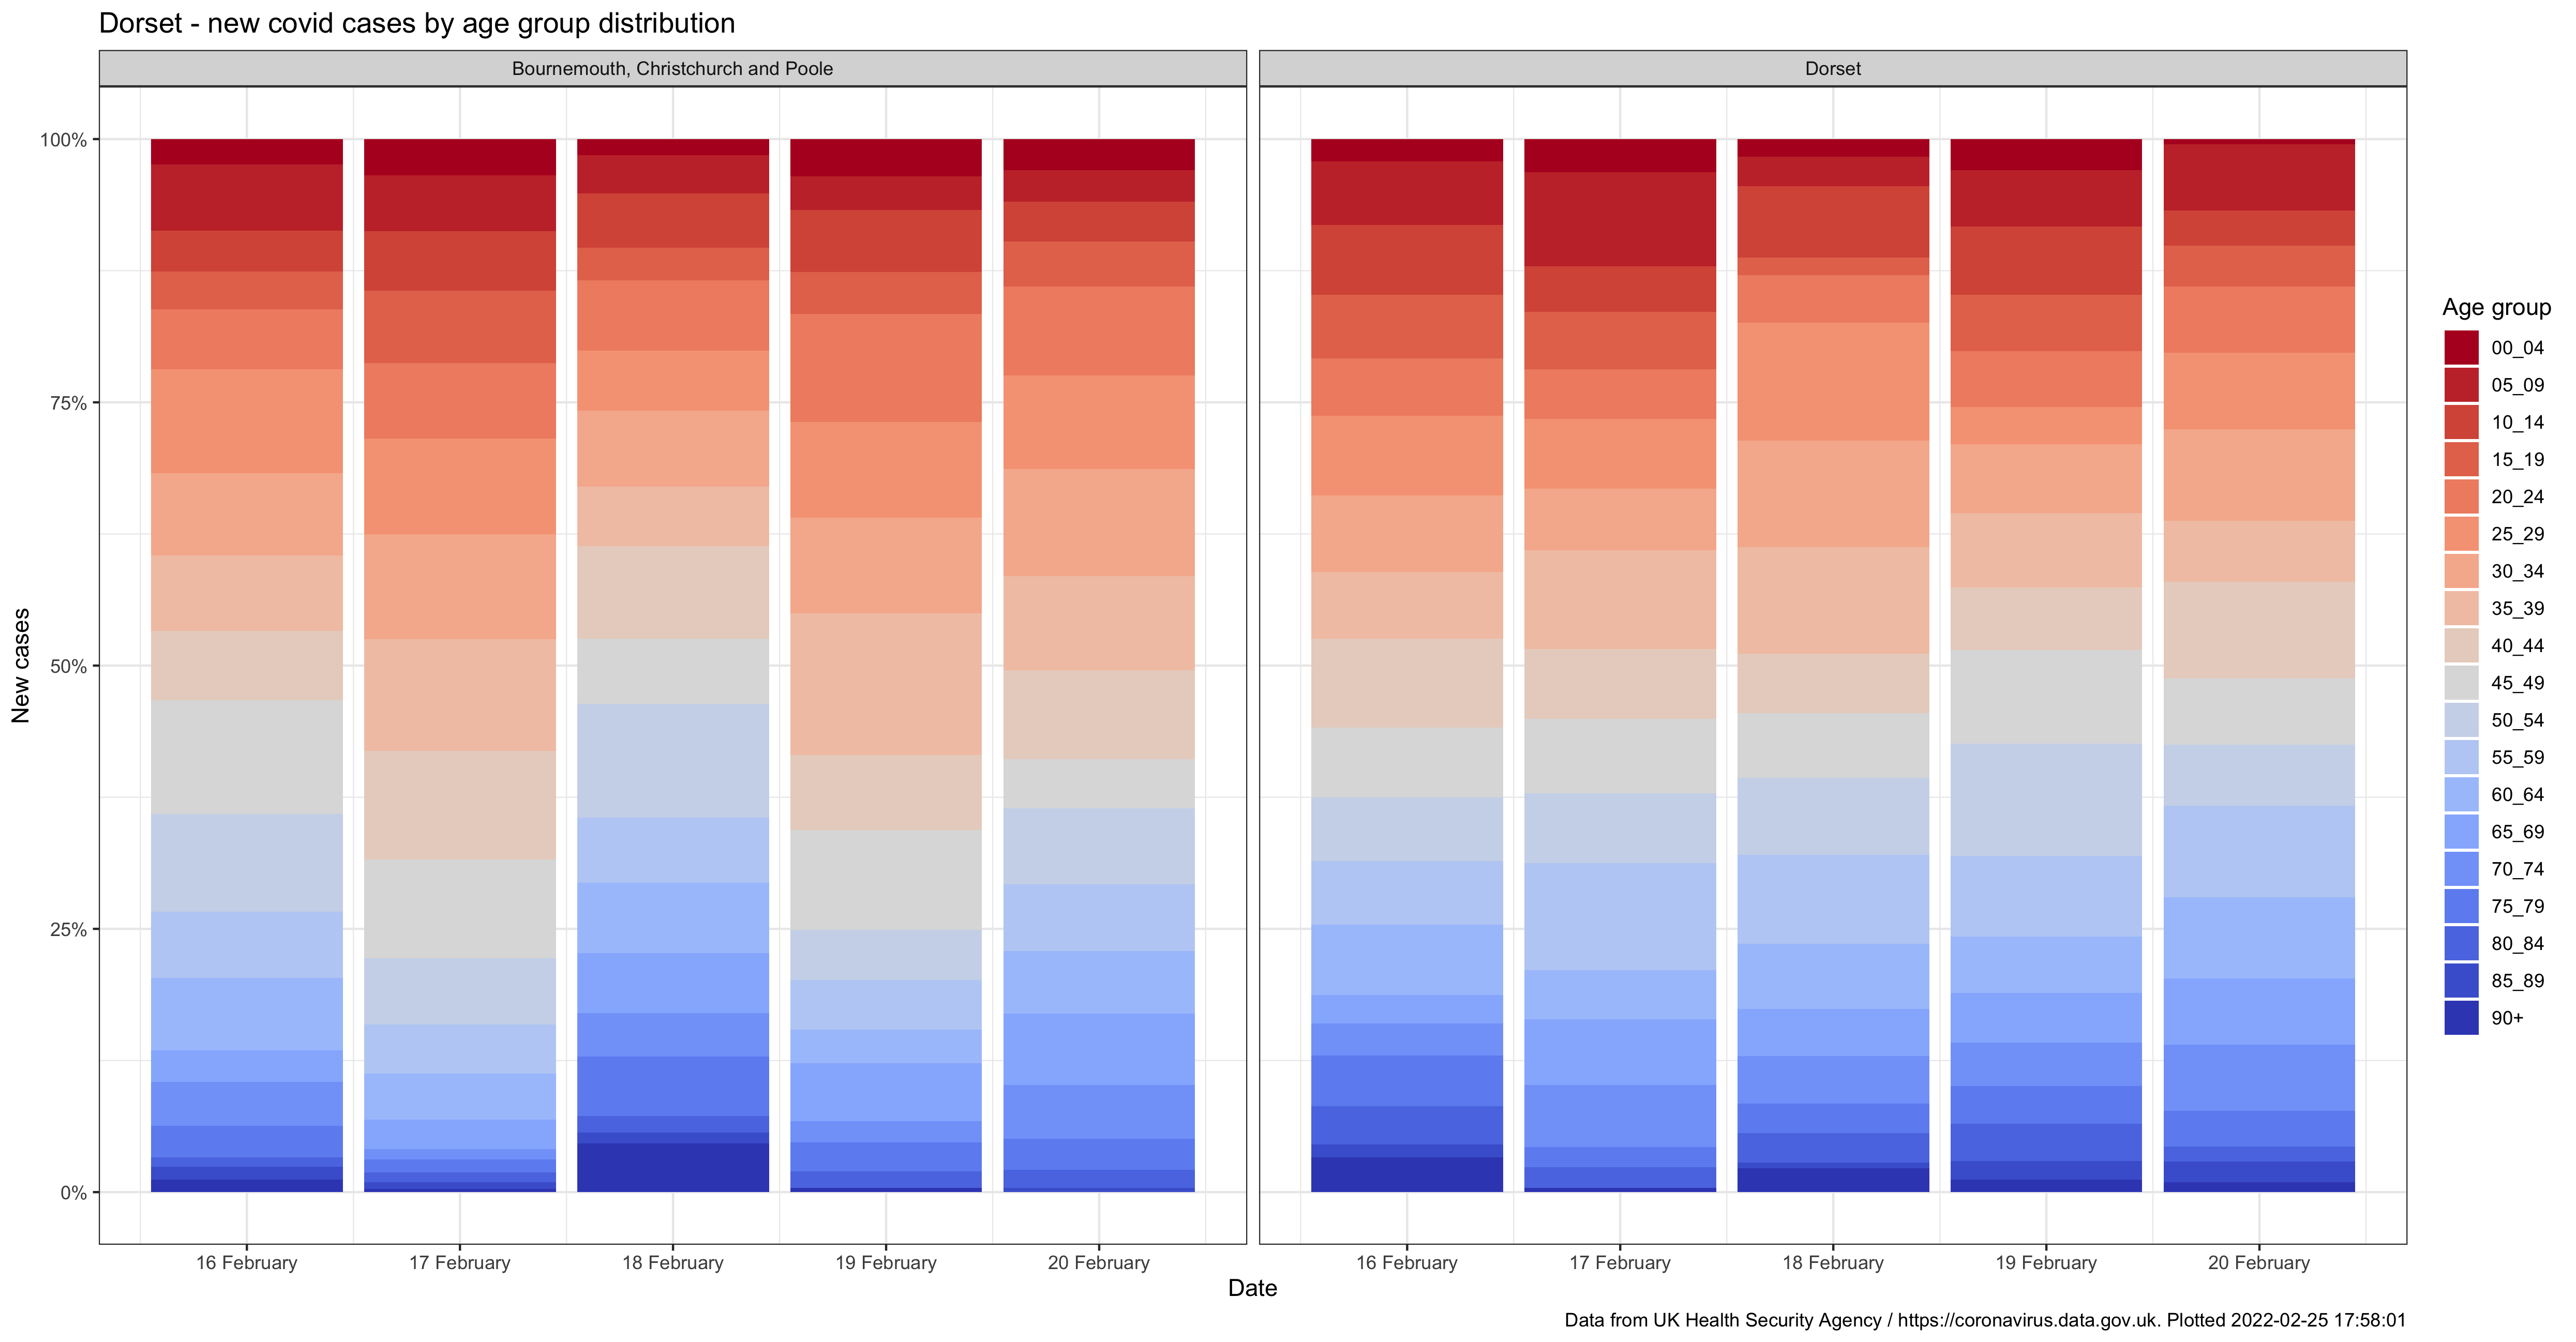 Dorset - new covid cases by age group distribution
Bournemouth, Christchurch and Poole
Dorset
100%
75%
50%
25%
0%
New cases
16 February
17 February
18 February
19 February
20 February
16 February
17 February
18 February
19 February
20 February
Date
Age group
00_04
05_09
10_14
15_19
20_24
25_29
30_34
35_39
40_44
45_49
50_54
55_59
60_64
65_69
70_74
75_79
80_84
85_89
90+
Data from UK Health Security Agency / https://coronavirus.data.gov.uk. Plotted 2022-02-25 17:58:01